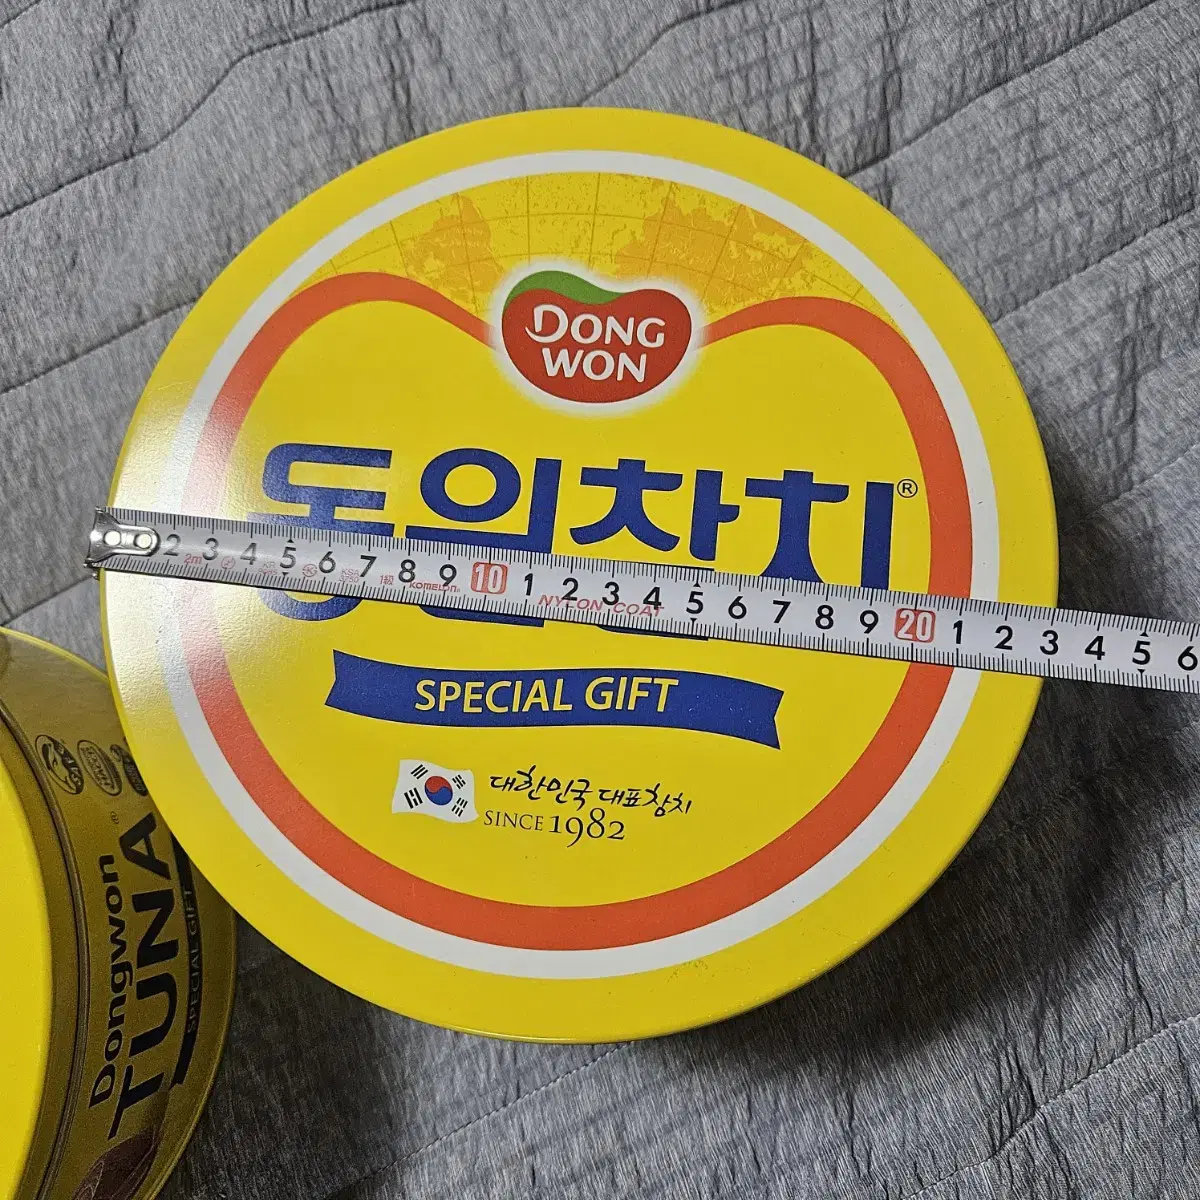 DONG
WON
동원참치®
2 3 4 5 6 7 8 9 10 1 2 3 4 5 6 7 8 9 20 1 2 3 4 5 6
2m KOMELON® NYLON COAT
SPECIAL GIFT
대한민국 대표참치
SINCE 1982
Dongwon®
TUNA
SPECIAL GIFT